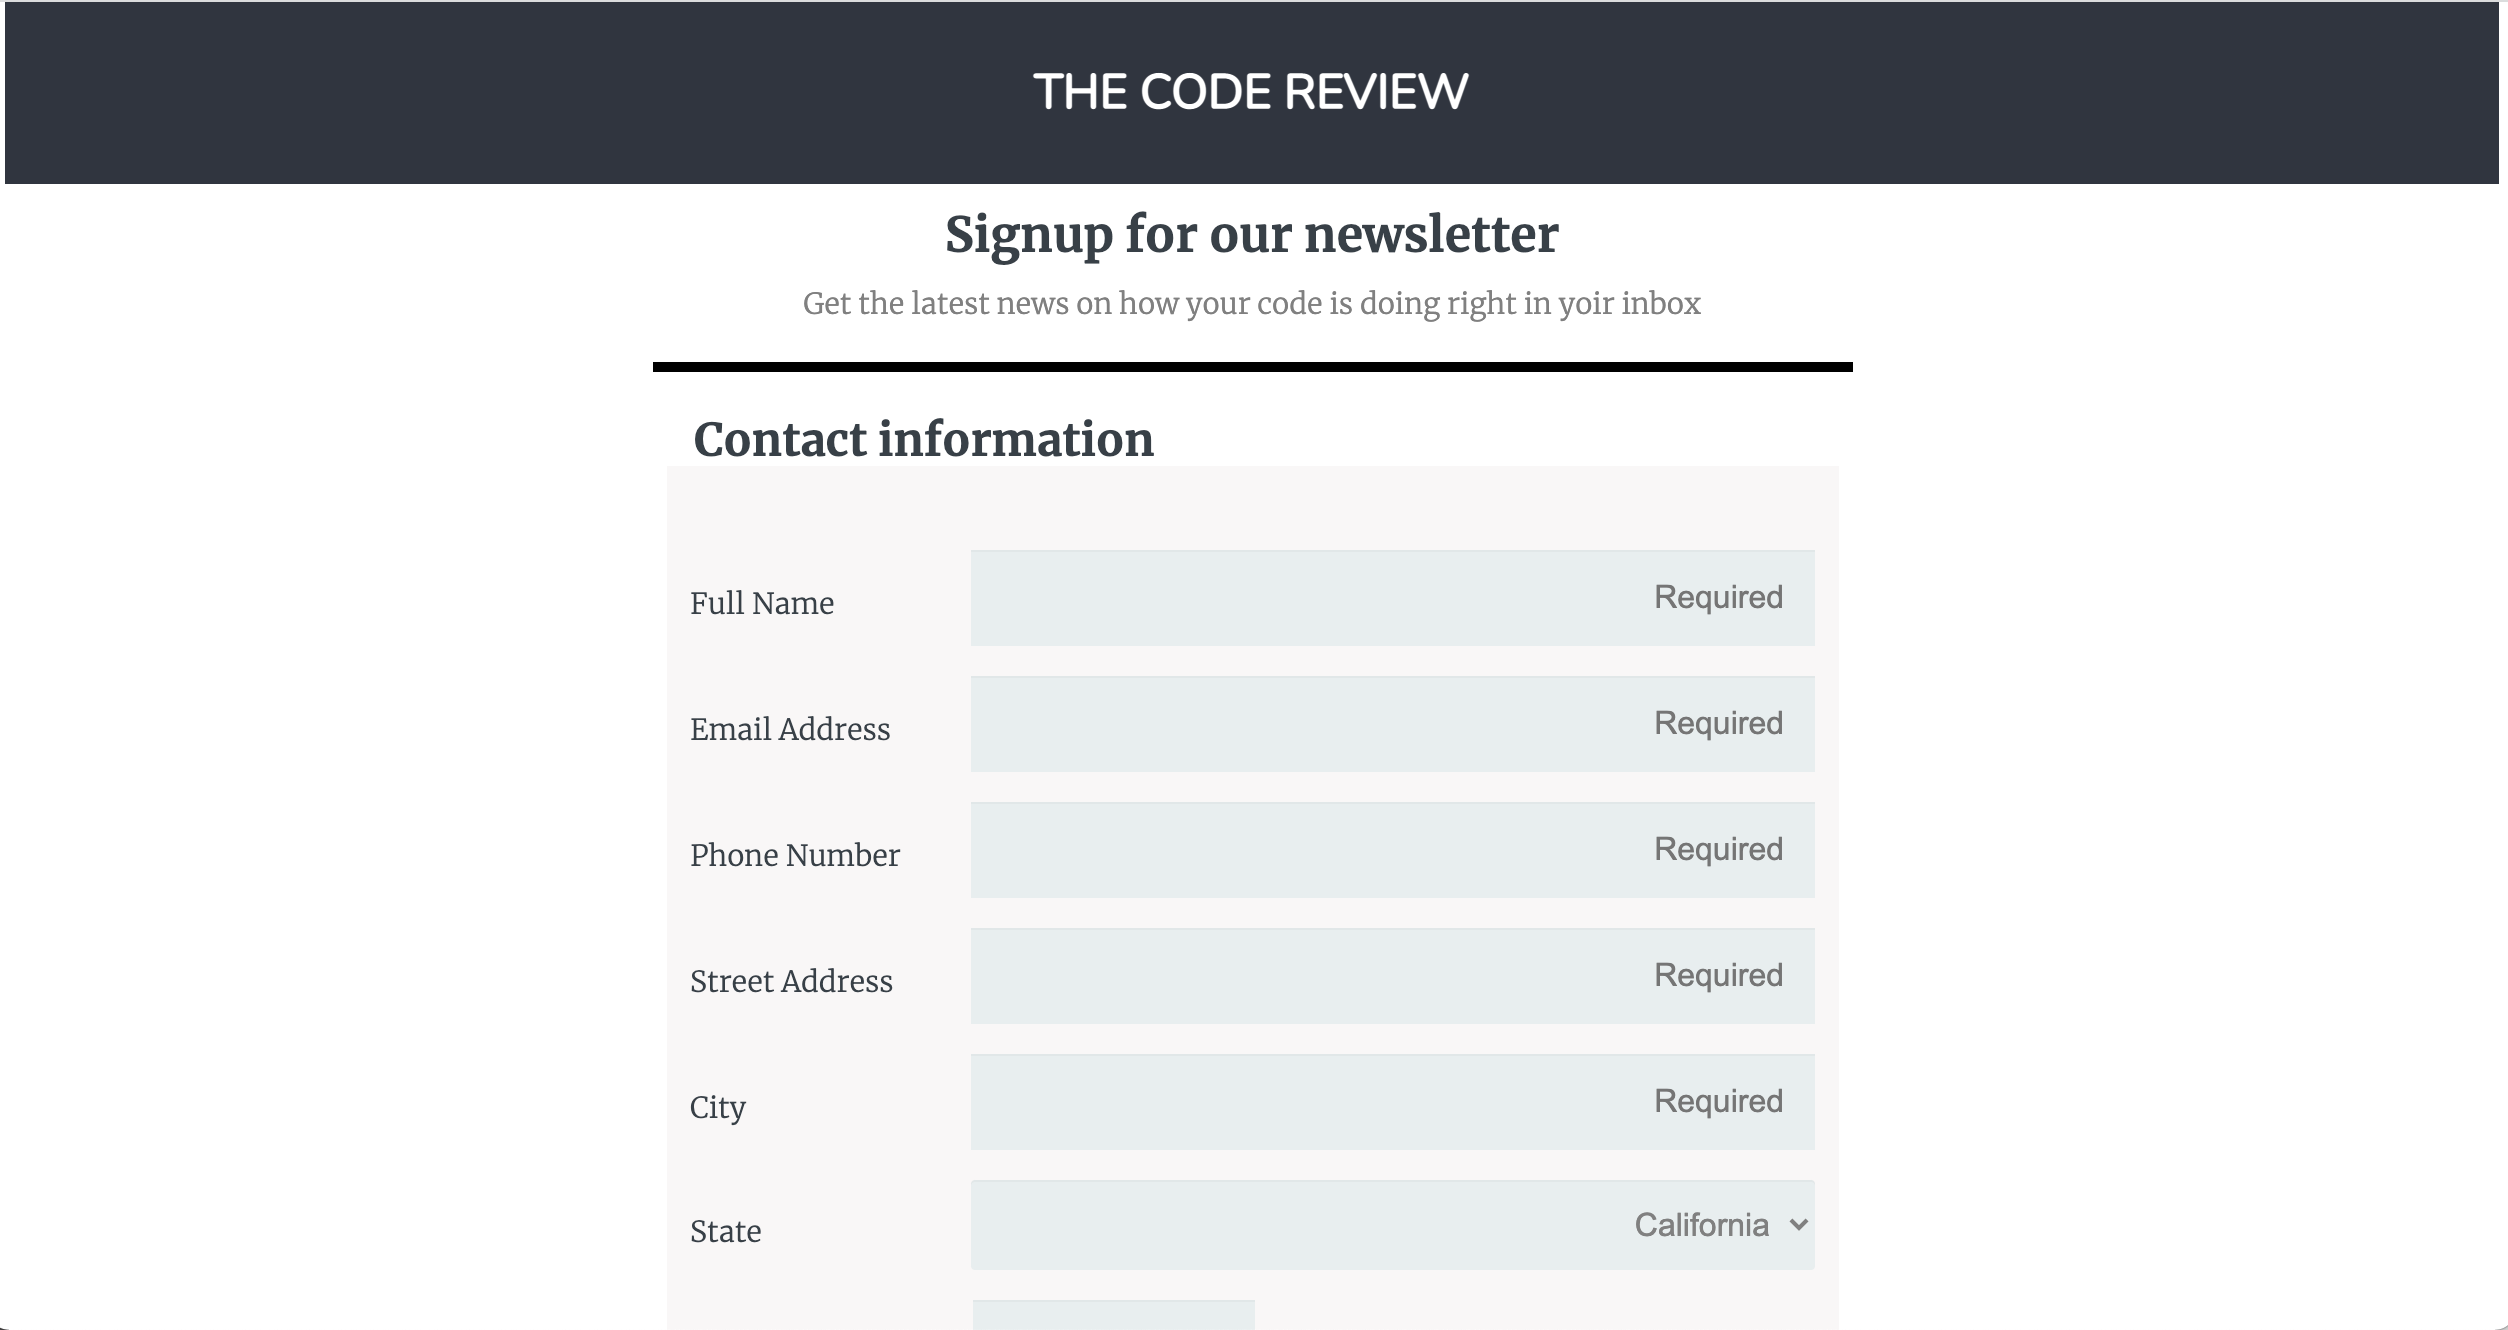 THE CODE REVIEW
Signup for our newsletter
Get the latest news on how your code is doing right in yoir inbox
Contact information
Full Name
Required
Email Address
Required
Phone Number
Required
Street Address
Required
City
Required
State
California